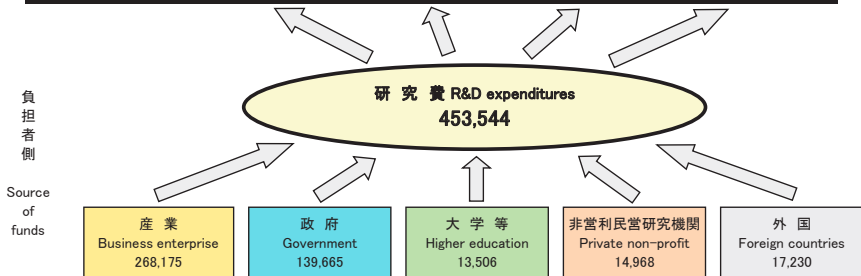 研 究 費 R&D expenditures
453,544
負
担
者
側
Source
of
funds
産 業
Business enterprise
268,175
政 府
Government
139,665
大 学 等
Higher education
13,506
非営利民営研究機関
Private non-profit
14,968
外 国
Foreign countries
17,230